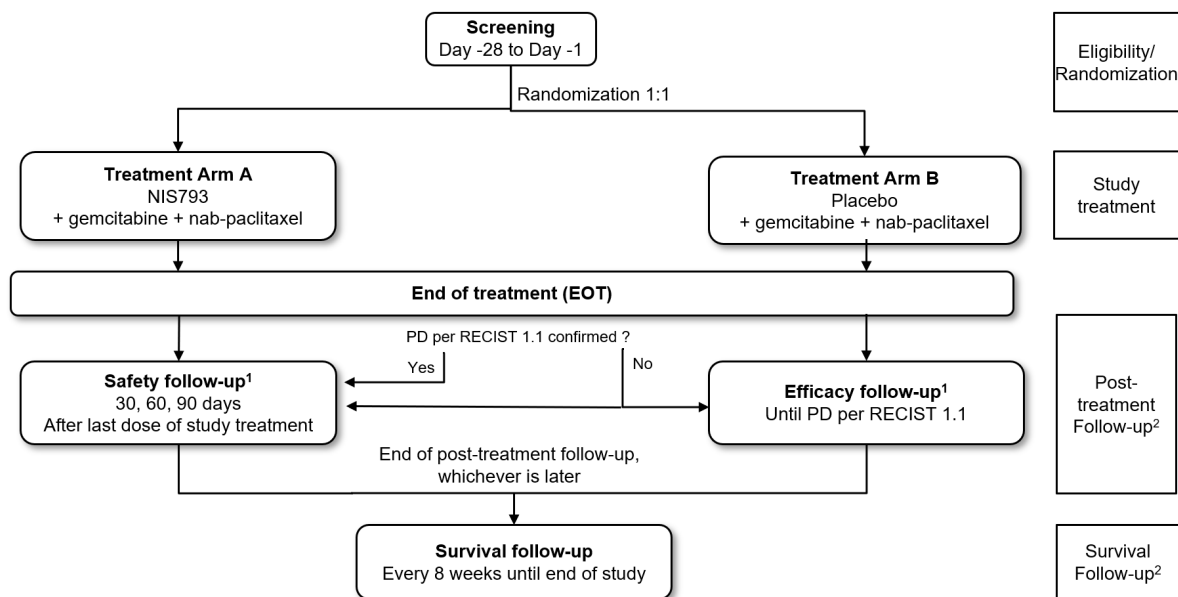 Screening
Day -28 to Day -1
Eligibility/
Randomization
Randomization 1:1
Treatment Arm A
NIS793
+ gemcitabine + nab-paclitaxel
Treatment Arm B
Placebo
+ gemcitabine + nab-paclitaxel
Study
treatment
End of treatment (EOT)
PD per RECIST 1.1 confirmed ?
Yes
No
Safety follow-up¹
30, 60, 90 days
After last dose of study treatment
Efficacy follow-up¹
Until PD per RECIST 1.1
Post-
treatment
Follow-up²
End of post-treatment follow-up,
whichever is later
Survival follow-up
Every 8 weeks until end of study
Survival
Follow-up²